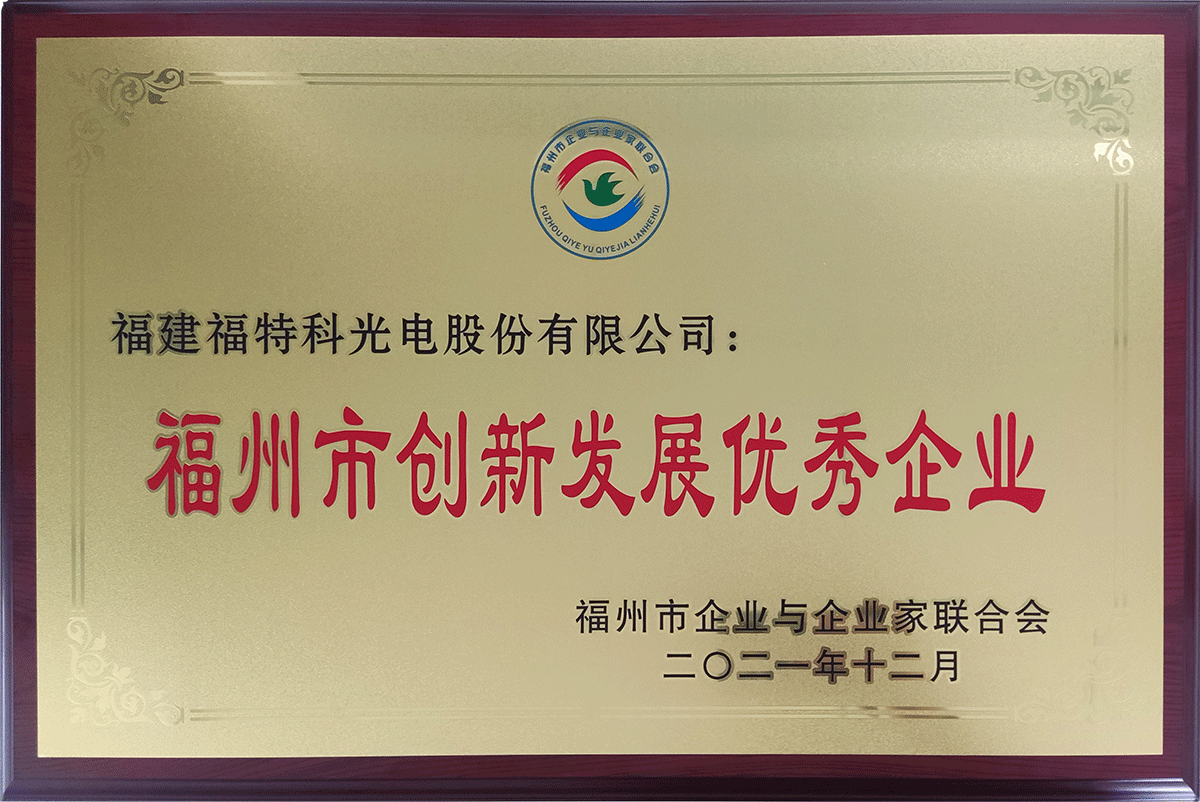 福州市企业与企业家联合会
FUZHOU QIYE YU QIYEJIA LIANHEHUI
福建福特科光电股份有限公司：
福州市创新发展优秀企业
福州市企业与企业家联合会
二〇二一年十二月